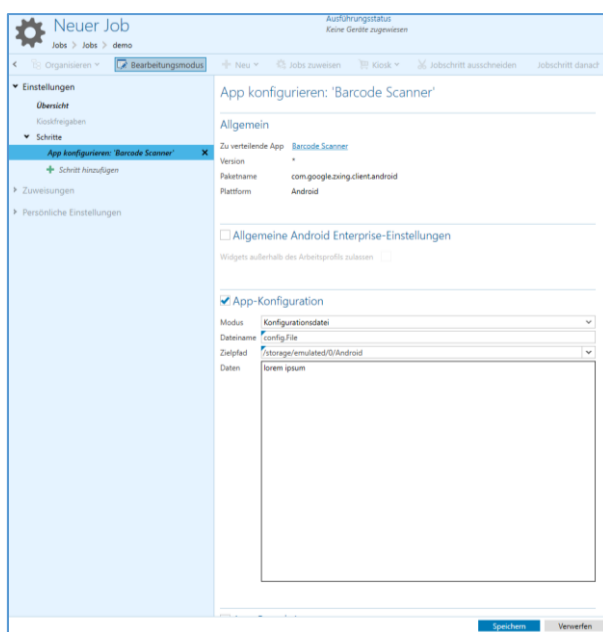 Neuer Job
Jobs > Jobs > demo
Ausführungsstatus
Keine Geräte zugewiesen
Organisieren
Bearbeitungsmodus
Neu
Jobs zuweisen
Kiosk
Jobschritt ausschneiden
Jobschritt danach
Einstellungen
Übersicht
Kioskfreigaben
Schritte
App konfigurieren: 'Barcode Scanner'
Schritt hinzufügen
Zuweisungen
Persönliche Einstellungen
App konfigurieren: 'Barcode Scanner'
Allgemein
Zu verteilende App Barcode Scanner
Version *
Paketname com.google.zxing.client.android
Plattform Android
Allgemeine Android Enterprise-Einstellungen
Widgets außerhalb des Arbeitsprofils zulassen
App-Konfiguration
Modus Konfigurationsdatei
Dateiname config.File
Zielpfad /storage/emulated/0/Android
Daten lorem ipsum
Speichern Verwerfen